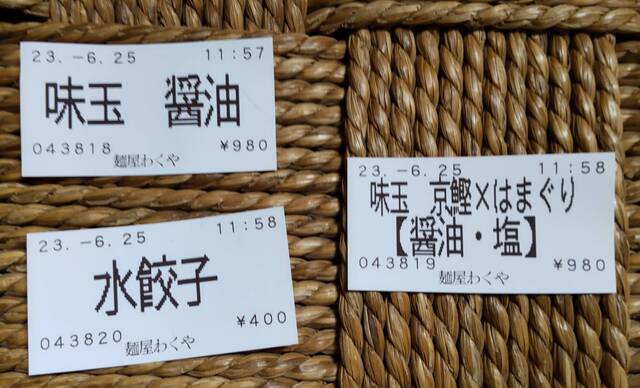 23.-6.25 11:57
味玉 醤油
043818 ¥980
麺屋わくや
23.-6.25 11:58
水餃子
043820 ¥400
麺屋わくや
23.-6.25 11:58
味玉 京鰹×はまぐり
【醤油・塩】
043819 ¥980
麺屋わくや